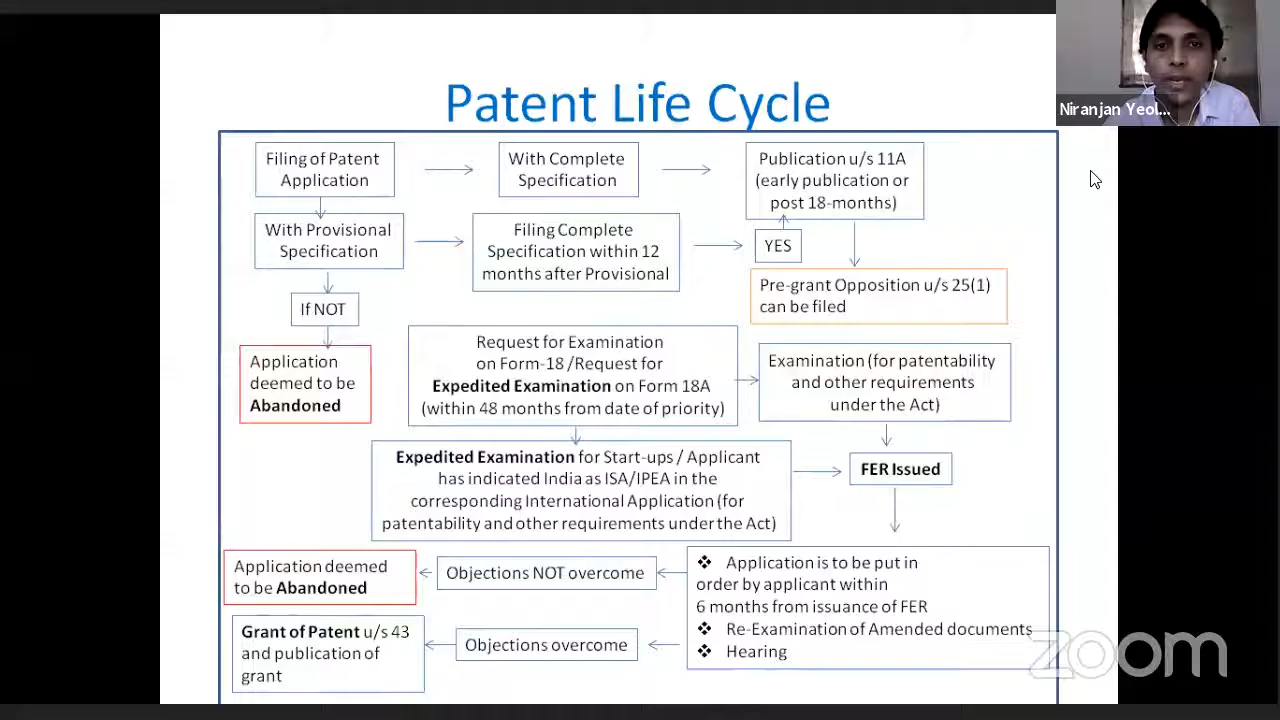 Patent Life Cycle
Niranjan Yeol...
Filing of Patent
Application
With Complete
Specification
Publication u/s 11A
(early publication or
post 18-months)
With Provisional
Specification
Filing Complete
Specification within 12
months after Provisional
YES
Pre-grant Opposition u/s 25(1)
can be filed
If NOT
Application
deemed to be
Abandoned
Request for Examination
on Form-18 /Request for
Expedited Examination on Form 18A
(within 48 months from date of priority)
Examination (for patentability
and other requirements
under the Act)
Expedited Examination for Start-ups / Applicant
has indicated India as ISA/IPEA in the
corresponding International Application (for
patentability and other requirements under the Act)
FER Issued
❖ Application is to be put in
order by applicant within
6 months from issuance of FER
❖ Re-Examination of Amended documents
❖ Hearing
Objections NOT overcome
Application deemed
to be Abandoned
Objections overcome
Grant of Patent u/s 43
and publication of
grant
zoom